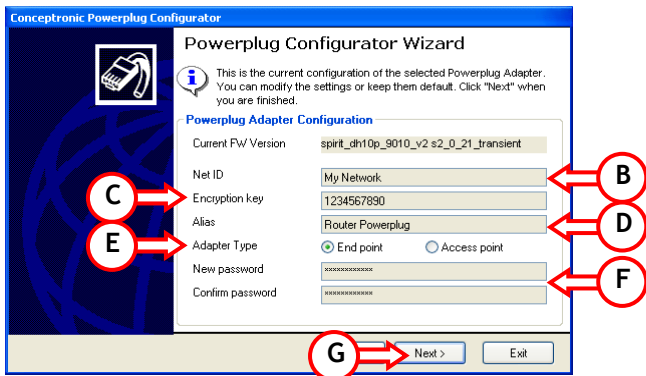 Conceptronic Powerplug Configurator
Powerplug Configurator Wizard
This is the current configuration of the selected Powerplug Adapter.
You can modify the settings or keep them default. Click "Next" when
you are finished.
Powerplug Adapter Configuration
Current FW Version spirit_dh10p_9010_v2 s2_0_21_transient
Net ID My Network B
C Encryption key 1234567890
Alias Router Powerplug D
E Adapter Type End point Access point
New password xxxxxxxxxxxx F
Confirm password xxxxxxxxxxxx
G Next > Exit